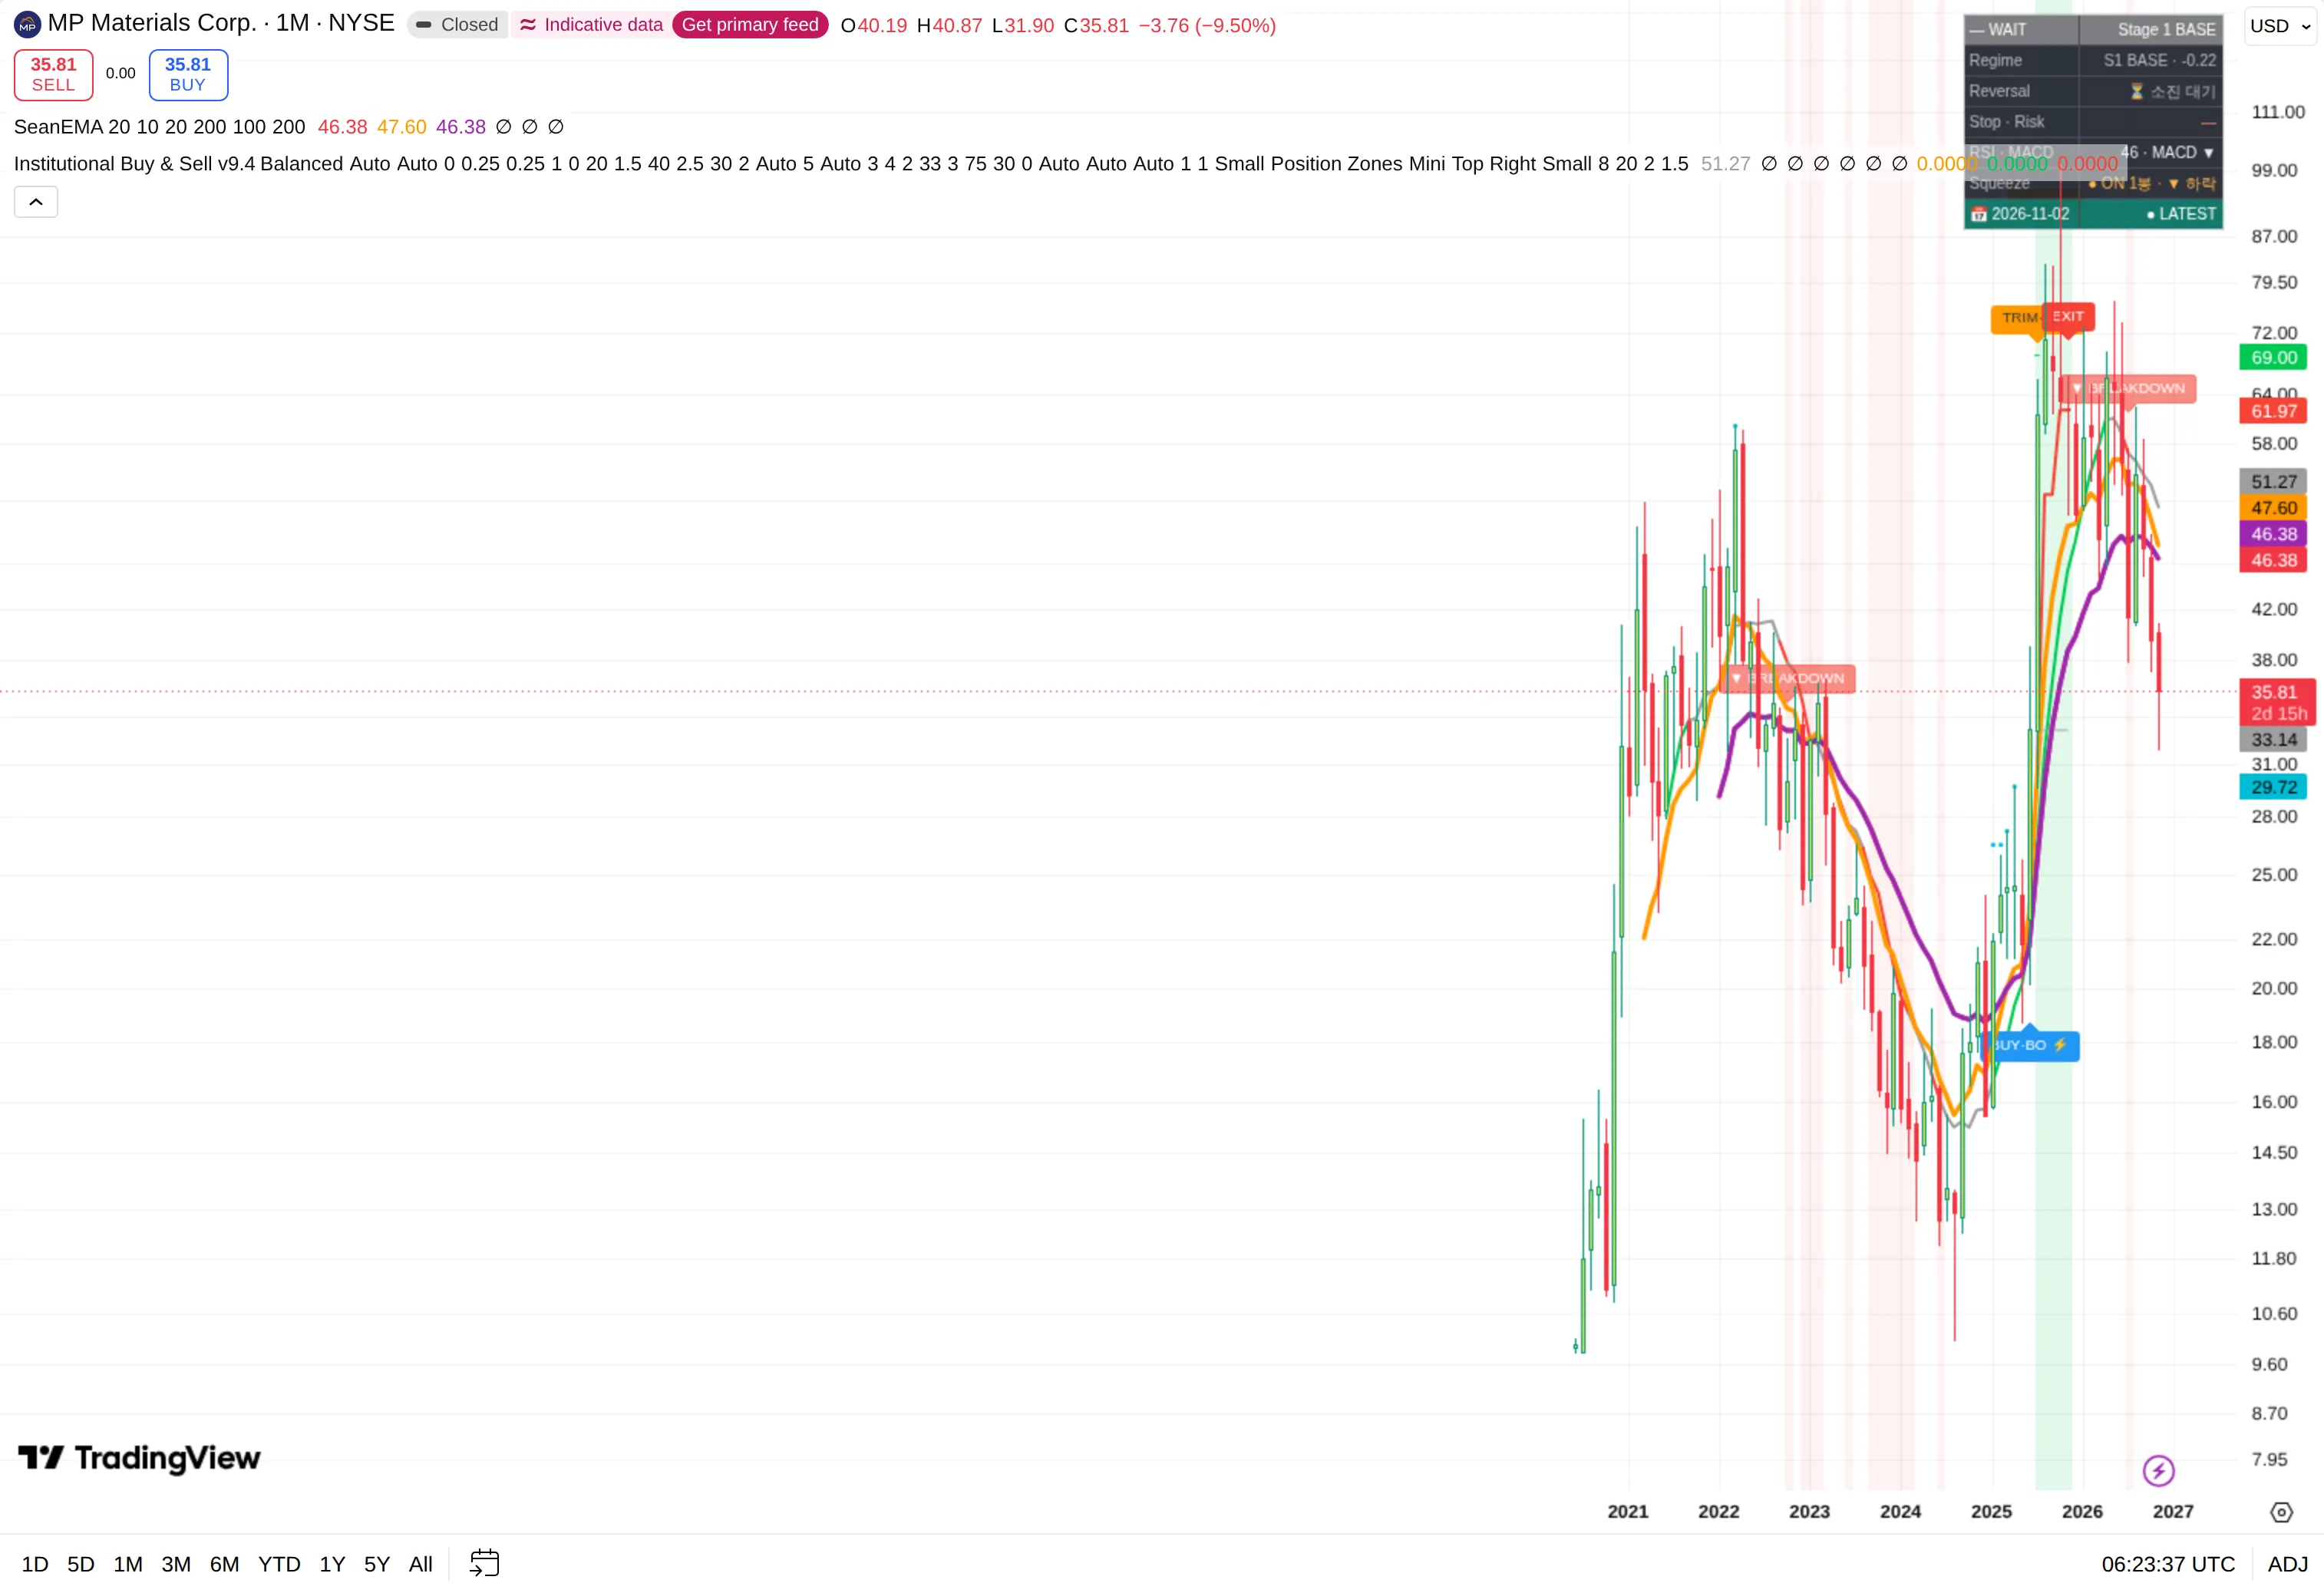 MP Materials Corp. · 1M · NYSE Closed Indicative data Get primary feed O40.19 H40.87 L31.90 C35.81 −3.76 (−9.50%)
35.81 SELL 0.00 35.81 BUY
SeanEMA 20 10 20 200 100 200 46.38 47.60 46.38 ∅ ∅ ∅
Institutional Buy & Sell v9.4 Balanced Auto Auto 0 0.25 0.25 1 0 20 1.5 40 2.5 30 2 Auto 5 Auto 3 4 2 33 3 75 30 0 Auto Auto Auto 1 1 Small Position Zones Mini Top Right Small 8 20 2 1.5 51.27 ∅ ∅ ∅ ∅ ∅ ∅ 0.0000 0.0000 0.0000
— WAIT Stage 1 BASE
Regime S1 BASE · -0.22
Reversal ⏳ 소진 대기
Stop · Risk —
RSI · MACD 46 · MACD ▼
Squeeze ● ON 1봉 · ▼ 하락
📅 2026-11-02 ● LATEST
USD
111.00
99.00
87.00
79.50
72.00
69.00
64.00
61.97
58.00
51.27
47.60
46.38
46.38
42.00
38.00
35.81
2d 15h
33.14
31.00
29.72
28.00
25.00
22.00
20.00
18.00
16.00
14.50
13.00
11.80
10.60
9.60
8.70
7.95
TRIM EXIT
▼ BREAKDOWN
▼ BREAKDOWN
BUY-BO ⚡
TradingView
2021 2022 2023 2024 2025 2026 2027
1D 5D 1M 3M 6M YTD 1Y 5Y All 06:23:37 UTC ADJ